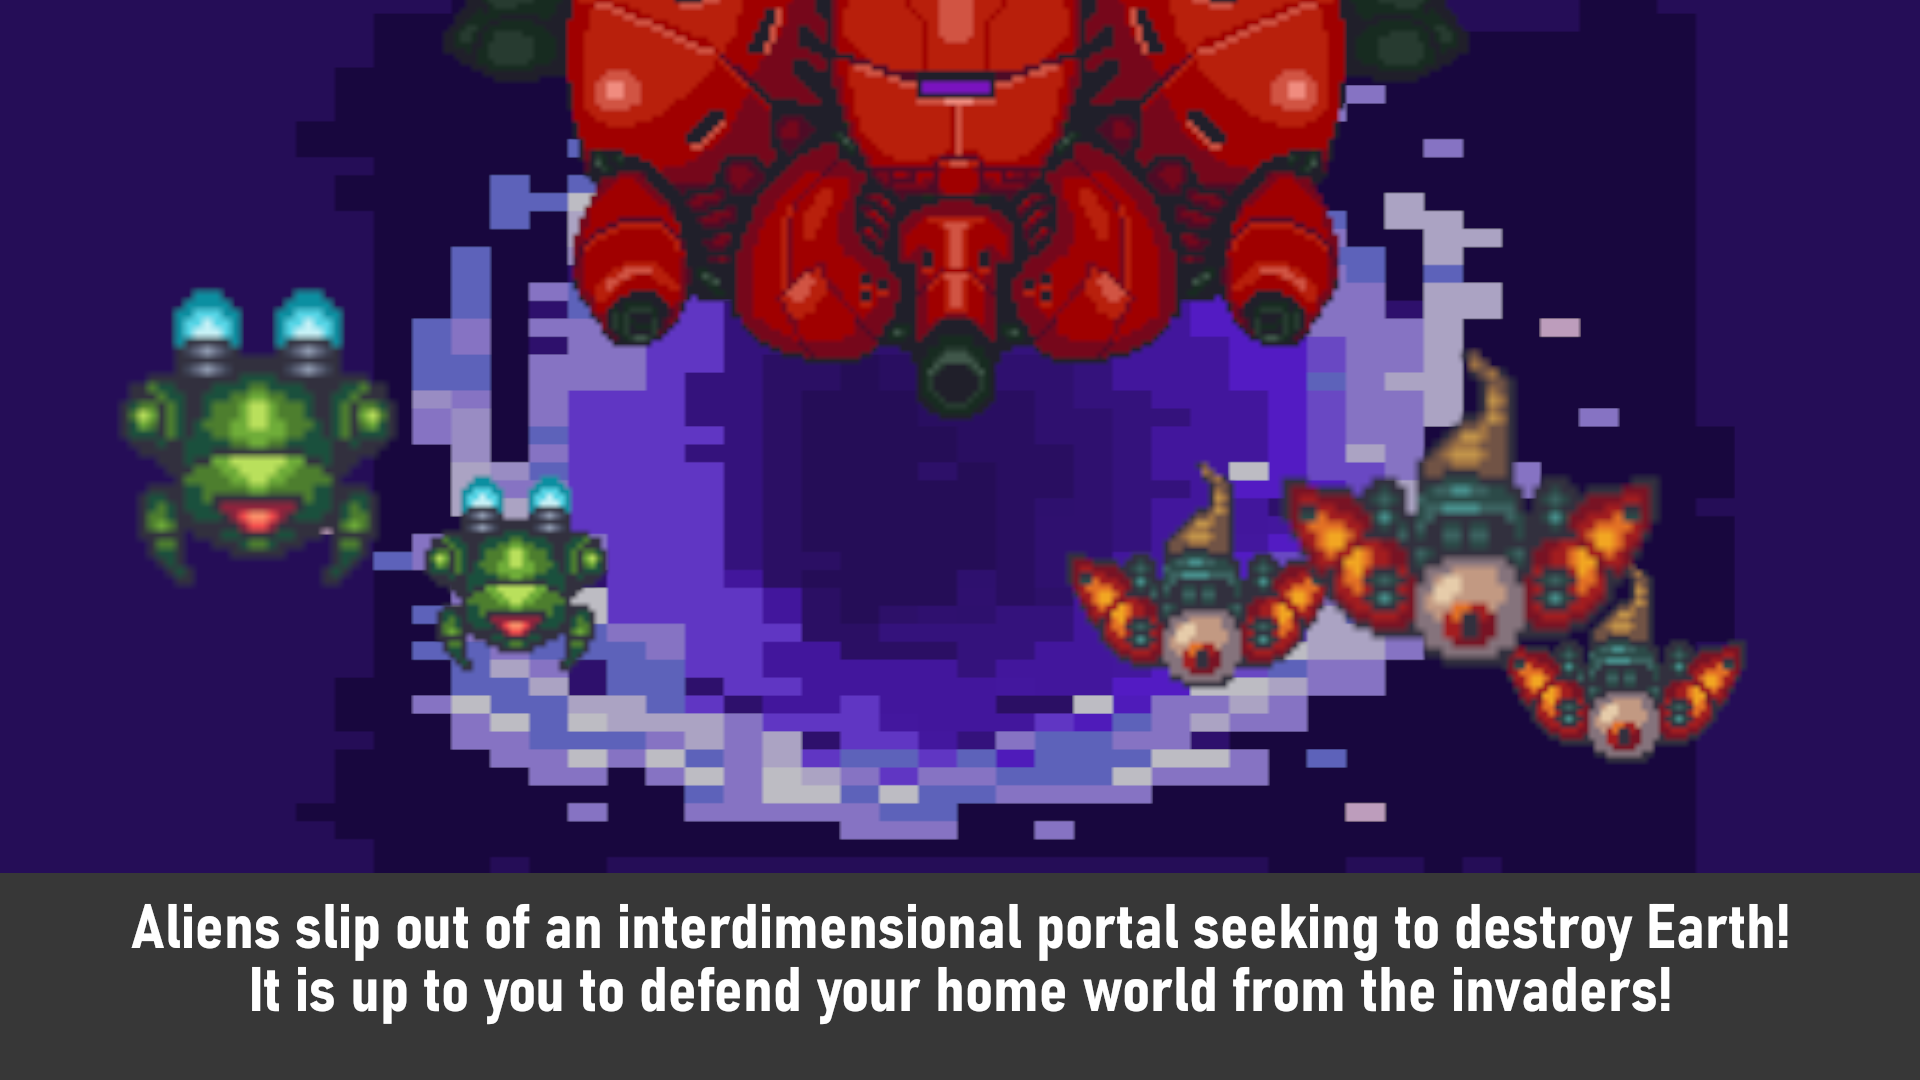 Aliens slip out of an interdimensional portal seeking to destroy Earth!
It is up to you to defend your home world from the invaders!